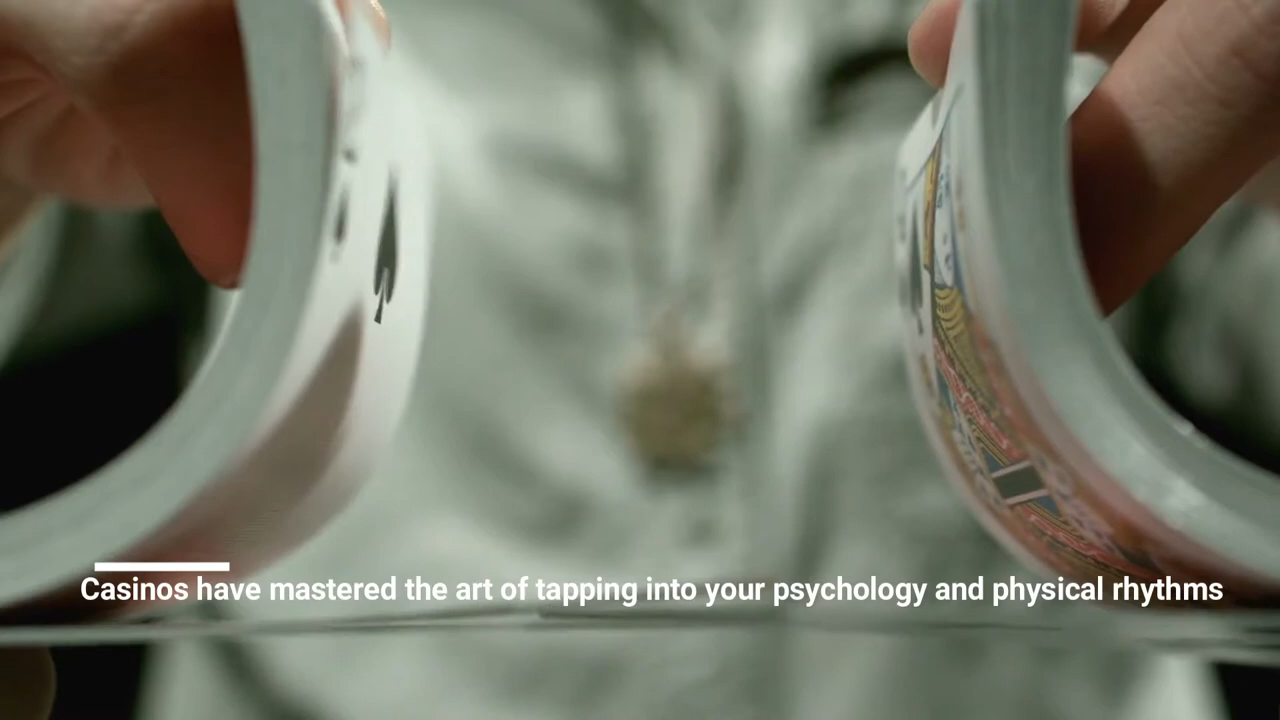 Casinos have mastered the art of tapping into your psychology and physical rhythms